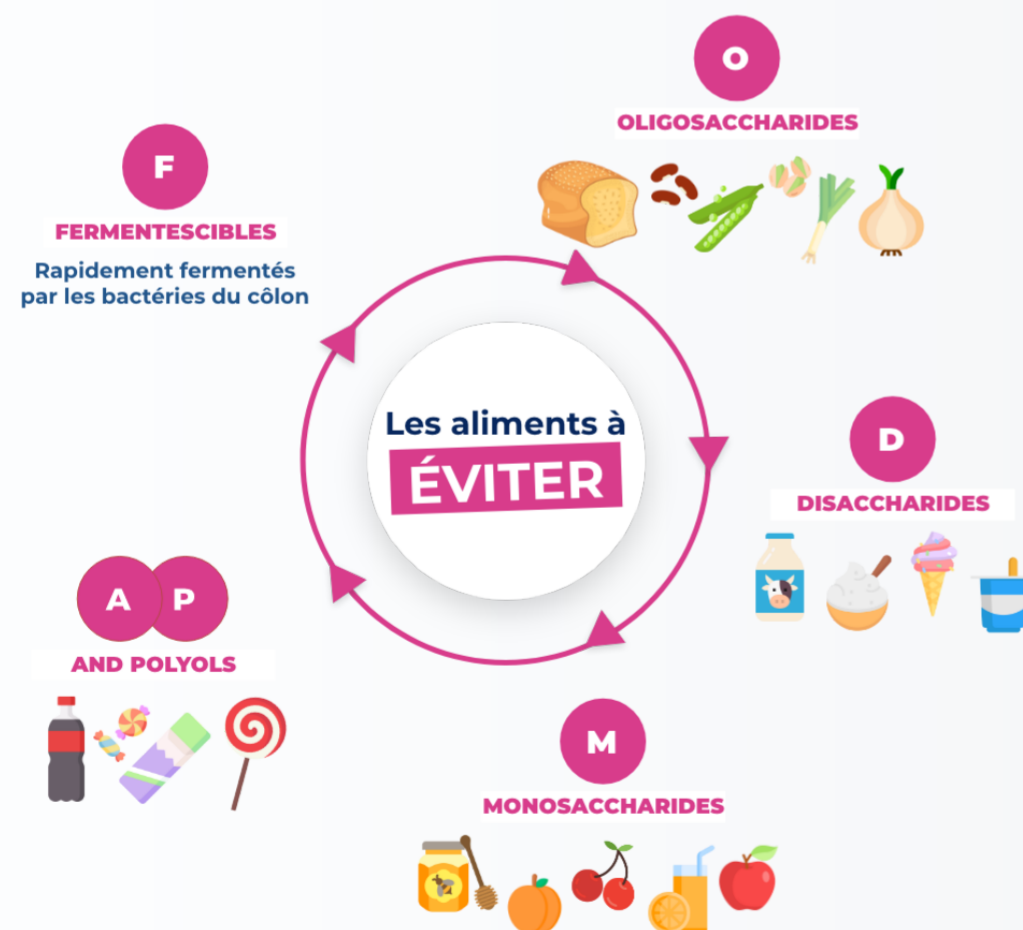 F
FERMENTESCIBLES
Rapidement fermentés
par les bactéries du côlon
O
OLIGOSACCHARIDES
Les aliments à
ÉVITER
D
DISACCHARIDES
M
MONOSACCHARIDES
A P
AND POLYOLS